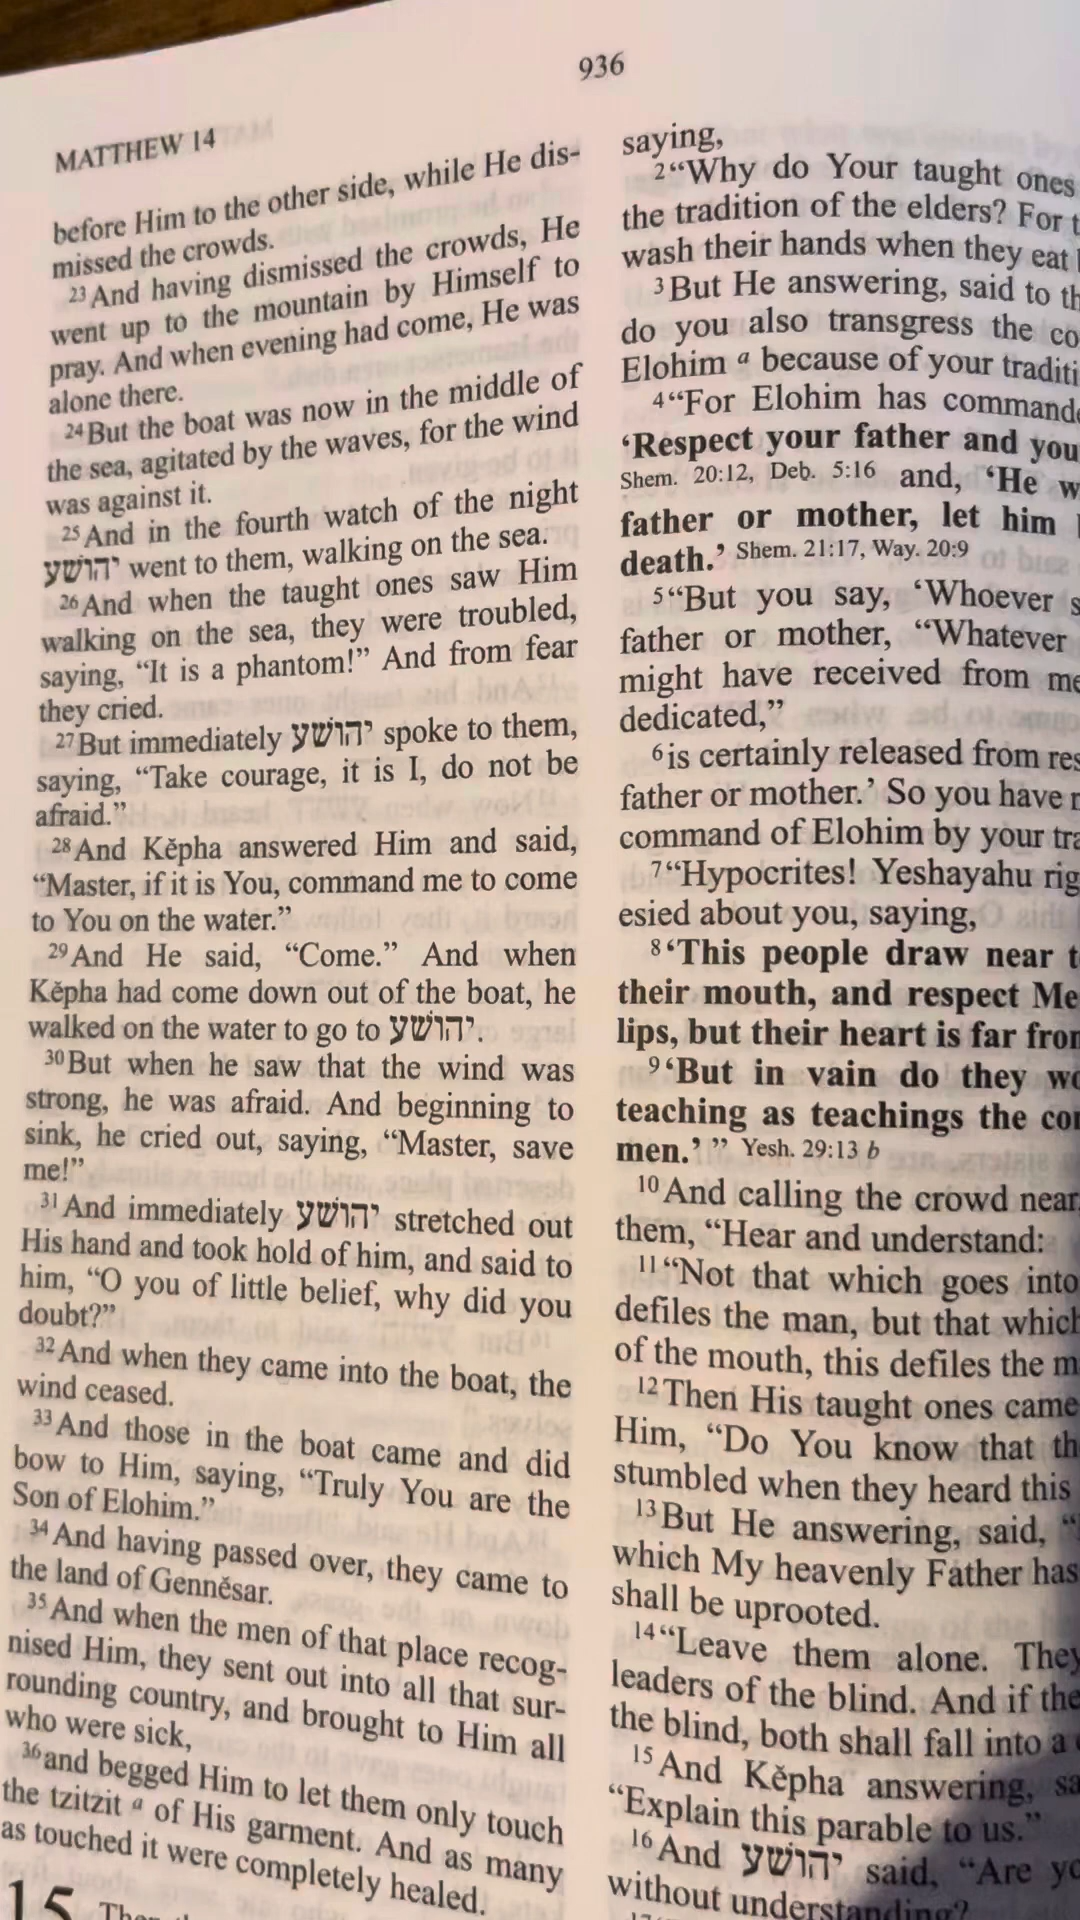 936
MATTHEW 14
before Him to the other side, while He dis-
missed the crowds.
23 And having dismissed the crowds, He
went up to the mountain by Himself to
pray. And when evening had come, He was
alone there.
24 But the boat was now in the middle of
the sea, agitated by the waves, for the wind
was against it.
25 And in the fourth watch of the night
יהושע went to them, walking on the sea.
26 And when the taught ones saw Him
walking on the sea, they were troubled,
saying, “It is a phantom!” And from fear
they cried.
27 But immediately יהושע spoke to them,
saying, “Take courage, it is I, do not be
afraid.”
28 And Kĕpha answered Him and said,
“Master, if it is You, command me to come
to You on the water.”
29 And He said, “Come.” And when
Kĕpha had come down out of the boat, he
walked on the water to go to יהושע.
30 But when he saw that the wind was
strong, he was afraid. And beginning to
sink, he cried out, saying, “Master, save
me!”
31 And immediately יהושע stretched out
His hand and took hold of him, and said to
him, “O you of little belief, why did you
doubt?”
32 And when they came into the boat, the
wind ceased.
33 And those in the boat came and did
bow to Him, saying, “Truly You are the
Son of Elohim.”
34 And having passed over, they came to
the land of Gennĕsar.
35 And when the men of that place recog-
nised Him, they sent out into all that sur-
rounding country, and brought to Him all
who were sick,
36 and begged Him to let them only touch
the tzitzit a of His garment. And as many
as touched it were completely healed.
15
saying,
2 “Why do Your taught ones
the tradition of the elders? For
wash their hands when they eat
3 But He answering, said to
do you also transgress the
Elohim a because of your
4 “For Elohim has
‘Respect your father and
Shem. 20:12, Deb. 5:16 and, ‘He
father or mother, let him
death.’ Shem. 21:17, Way. 20:9
5 “But you say, ‘Whoever
father or mother, “Whatever
might have received from
dedicated,”
6 is certainly released from
father or mother.’ So you have
command of Elohim by your
7 “Hypocrites! Yeshayahu
esied about you, saying,
8 ‘This people draw near
their mouth, and respect Me
lips, but their heart is far
9 ‘But in vain do they
teaching as teachings the
men.’ ” Yesh. 29:13 b
10 And calling the crowd near
them, “Hear and understand:
11 “Not that which goes into
defiles the man, but that
of the mouth, this defiles the
12 Then His taught ones came
Him, “Do You know that
stumbled when they heard this
13 But He answering, said,
which My heavenly Father has
shall be uprooted.
14 “Leave them alone. They
leaders of the blind. And if
the blind, both shall fall into a
15 And Kĕpha answering,
“Explain this parable to us.”
16 And יהושע said, “Are
without understanding?